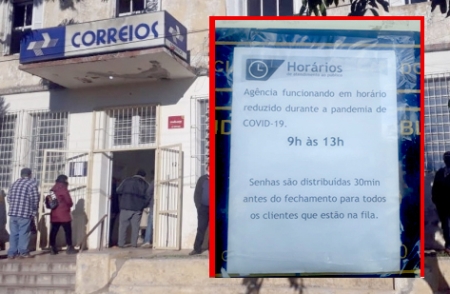 CORREIOS
Horários
Agência funcionando em horário
reduzido durante a pandemia de
COVID-19.
9h às 13h
Senhas são distribuídas 30min
antes do fechamento para todos
os clientes que estão na fila.